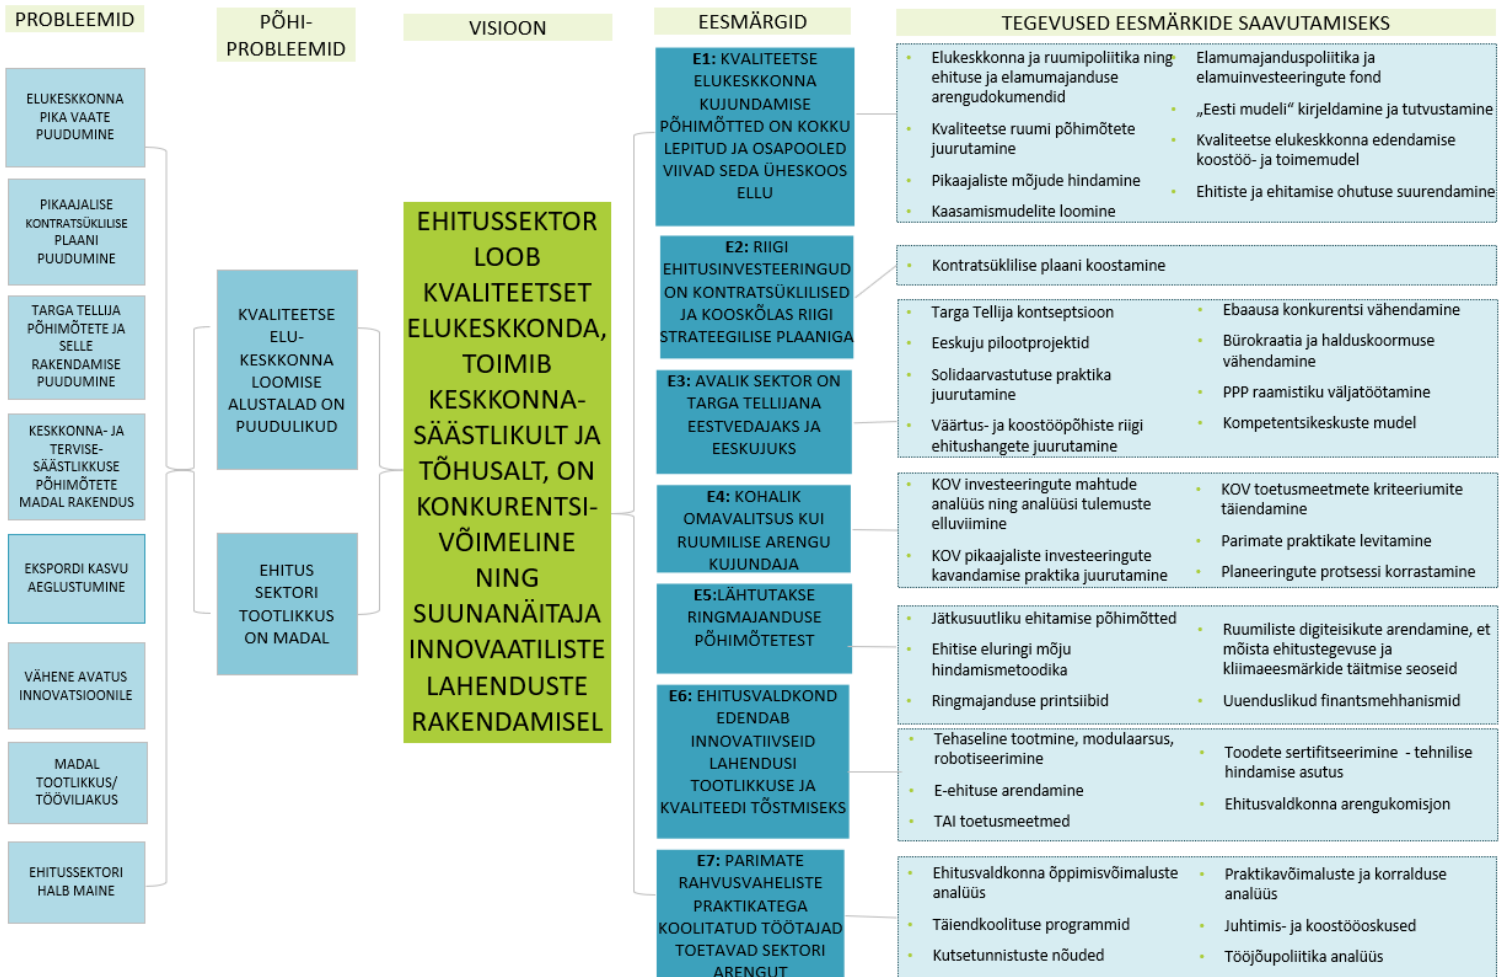 PROBLEEMID
ELUKESKKONNA
PIKA VAATE
PUUDUMINE
PIKAAJALISE
KONTRATSÜKLILISE
PLAANI
PUUDUMINE
TARGA TELLIJA
PÕHIMÕTETE JA
SELLE
RAKENDAMISE
PUUDUMINE
KESKKONNA- JA
TERVISE-
SÄÄSTLIKKUSE
PÕHIMÕTETE
MADAL RAKENDUS
EKSPORDI KASVU
AEGLUSTUMINE
VÄHENE AVATUS
INNOVATSIOONILE
MADAL
TOOTLIKKUS/
TÖÖVILJAKUS
EHITUSSEKTORI
HALB MAINE
PÕHI-
PROBLEEMID
KVALITEETSE
ELU-
KESKKONNA
LOOMISE
ALUSTALAD ON
PUUDULIKUD
EHITUS
SEKTORI
TOOTLIKKUS
ON MADAL
VISIOON
EHITUSSEKTOR
LOOB
KVALITEETSET
ELUKESKKONDA,
TOIMIB
KESKKONNA-
SÄÄSTLIKULT JA
TÕHUSALT, ON
KONKURENTSI-
VÕIMELINE
NING
SUUNANÄITAJA
INNOVAATILISTE
LAHENDUSTE
RAKENDAMISEL
EESMÄRGID
E1: KVALITEETSE
ELUKESKKONNA
KUJUNDAMISE
PÕHIMÕTTED ON KOKKU
LEPITUD JA OSAPOOLED
VIIVAD SEDA ÜHESKOOS
ELLU
E2: RIIGI
EHITUSINVESTEERINGUD
ON KONTRATSÜKLILISED
JA KOOSKÕLAS RIIGI
STRATEEGILISE PLAANIGA
E3: AVALIK SEKTOR ON
TARGA TELLIJANA
EESTVEDAJAKS JA
EESKUJUKS
E4: KOHALIK
OMAVALITSUS KUI
RUUMILISE ARENGU
KUJUNDAJA
E5:LÄHTUTAKSE
RINGMAJANDUSE
PÕHIMÕTETEST
E6: EHITUSVALDKOND
EDENDAB
INNOVATIIVSEID
LAHENDUSI
TOOTLIKKUSE JA
KVALITEEDI TÕSTMISEKS
E7: PARIMATE
RAHVUSVAHELISTE
PRAKTIKATEGA
KOOLITATUD TÖÖTAJAD
TOETAVAD SEKTORI
ARENGUT
TEGEVUSED EESMÄRKIDE SAAVUTAMISEKS
• Elukeskkonna ja ruumipoliitika ning
ehituse ja elamumajanduse
arengudokumendid
• Kvaliteetse ruumi põhimõtete
juurutamine
• Pikaajaliste mõjude hindamine
• Kaasamismudelite loomine
• Elamumajanduspoliitika ja
elamuinvesteeringute fond
• „Eesti mudeli“ kirjeldamine ja tutvustamine
• Kvaliteetse elukeskkonna edendamise
koostöö- ja toimemudel
• Ehitiste ja ehitamise ohutuse suurendamine
• Kontratsüklilise plaani koostamine
• Targa Tellija kontseptsioon
• Eeskuju pilootprojektid
• Solidaarvastutuse praktika
juurutamine
• Väärtus- ja koostööpõhiste riigi
ehitushangete juurutamine
• Ebaausa konkurentsi vähendamine
• Bürokraatia ja halduskoormuse
vähendamine
• PPP raamistiku väljatöötamine
• Kompetentsikeskuste mudel
• KOV investeeringute mahtude
analüüs ning analüüsi tulemuste
elluviimine
• KOV pikaajaliste investeeringute
kavandamise praktika juurutamine
• KOV toetusmeetmete kriteeriumite
täiendamine
• Parimate praktikate levitamine
• Planeeringute protsessi korrastamine
• Jätkusuutliku ehitamise põhimõtted
• Ehitise eluringi mõju
hindamismetoodika
• Ringmajanduse printsiibid
• Ruumiliste digiteisikute arendamine, et
mõista ehitustegevuse ja
kliimaeesmärkide täitmise seoseid
• Uuenduslikud finantsmehhanismid
• Tehaseline tootmine, modulaarsus,
robotiseerimine
• E-ehituse arendamine
• TAI toetusmeetmed
• Toodete sertifitseerimine - tehnilise
hindamise asutus
• Ehitusvaldkonna arengukomisjon
• Ehitusvaldkonna õppimisvõimaluste
analüüs
• Täiendkoolituse programmid
• Kutsetunnistuste nõuded
• Praktikavõimaluste ja korralduse
analüüs
• Juhtimis- ja koostööoskused
• Tööjõupoliitika analüüs